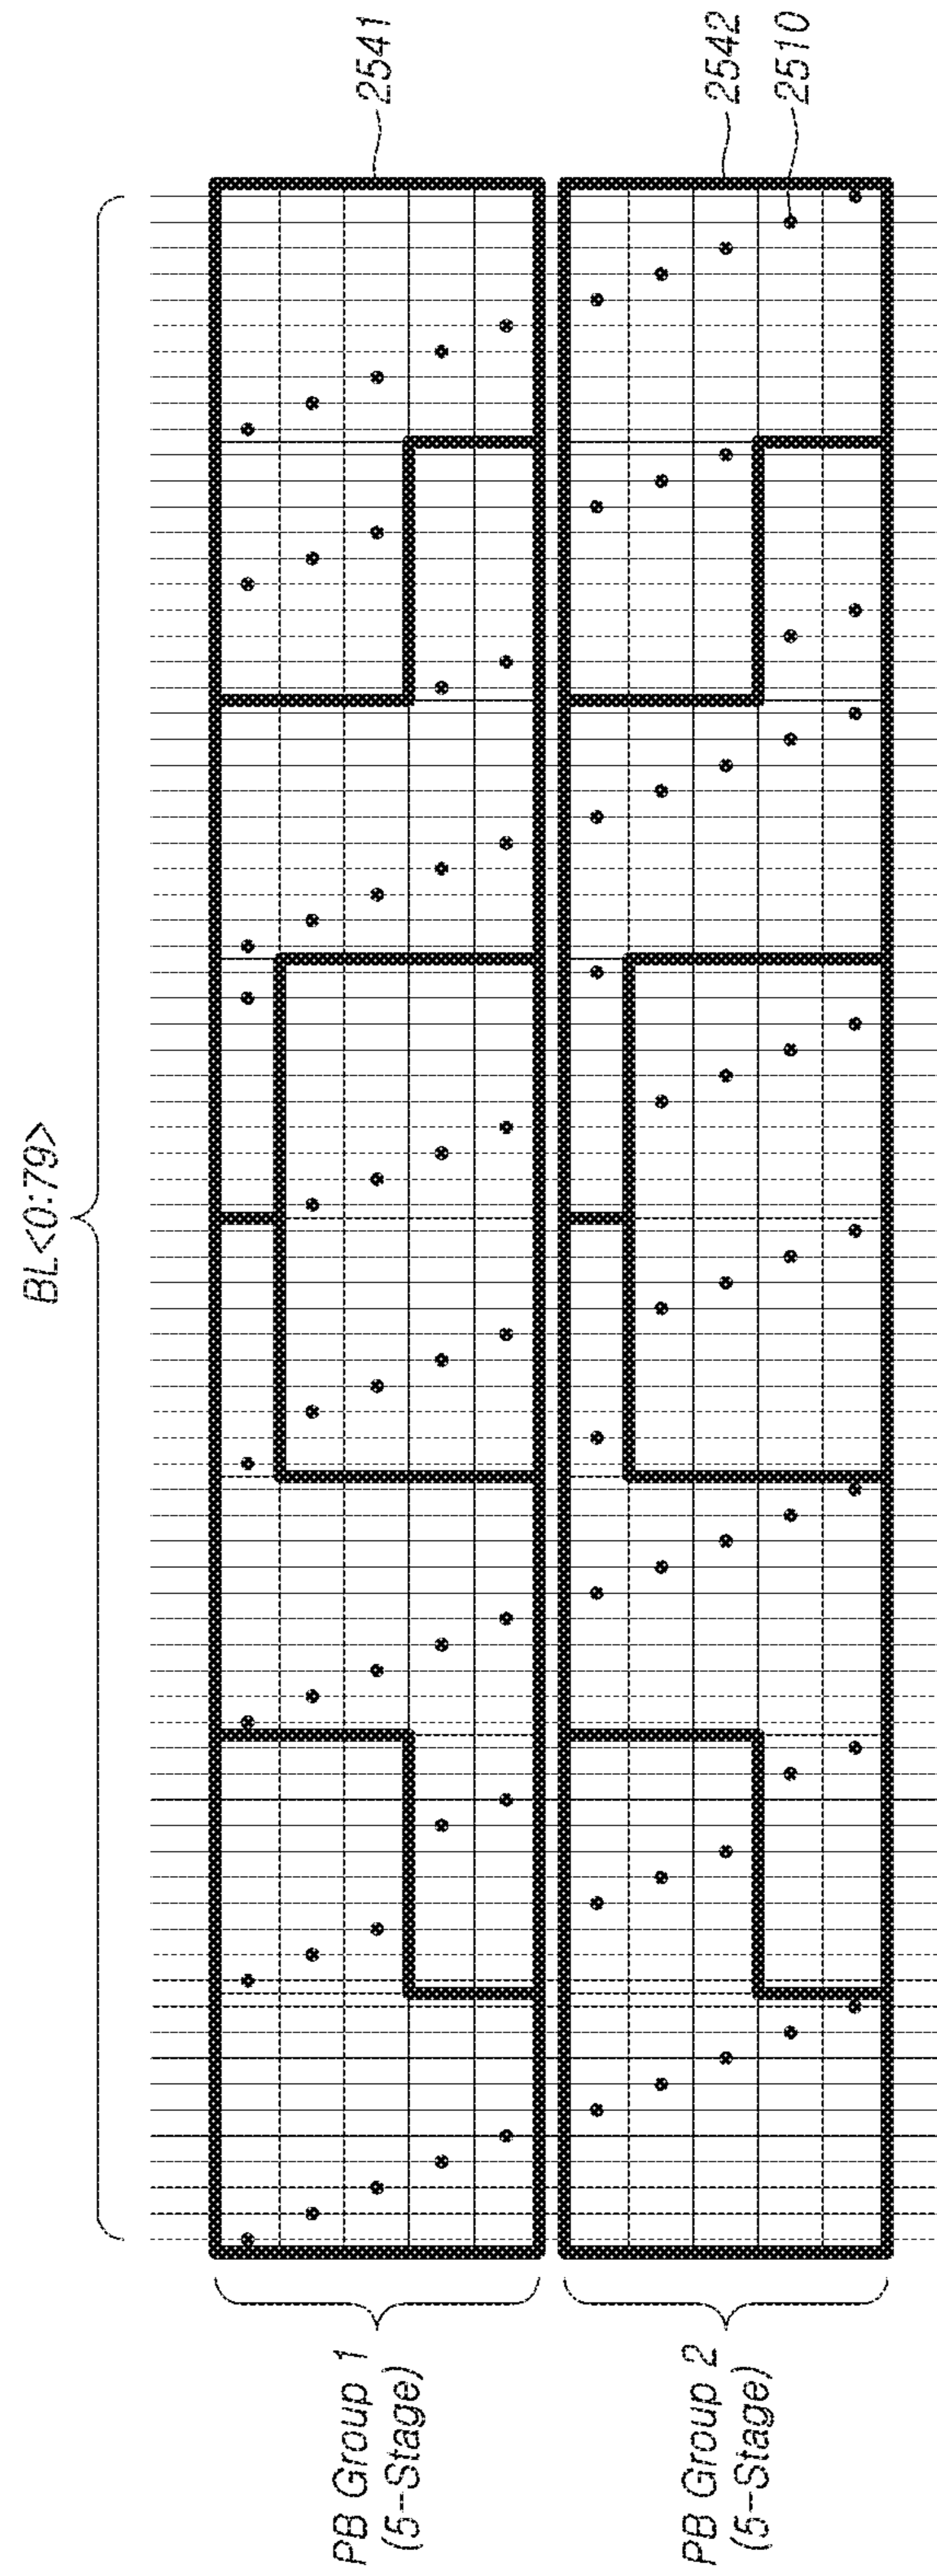 BL<0:79>
2541
2542
2510
PB Group 1
(5-Stage)
PB Group 2
(5-Stage)